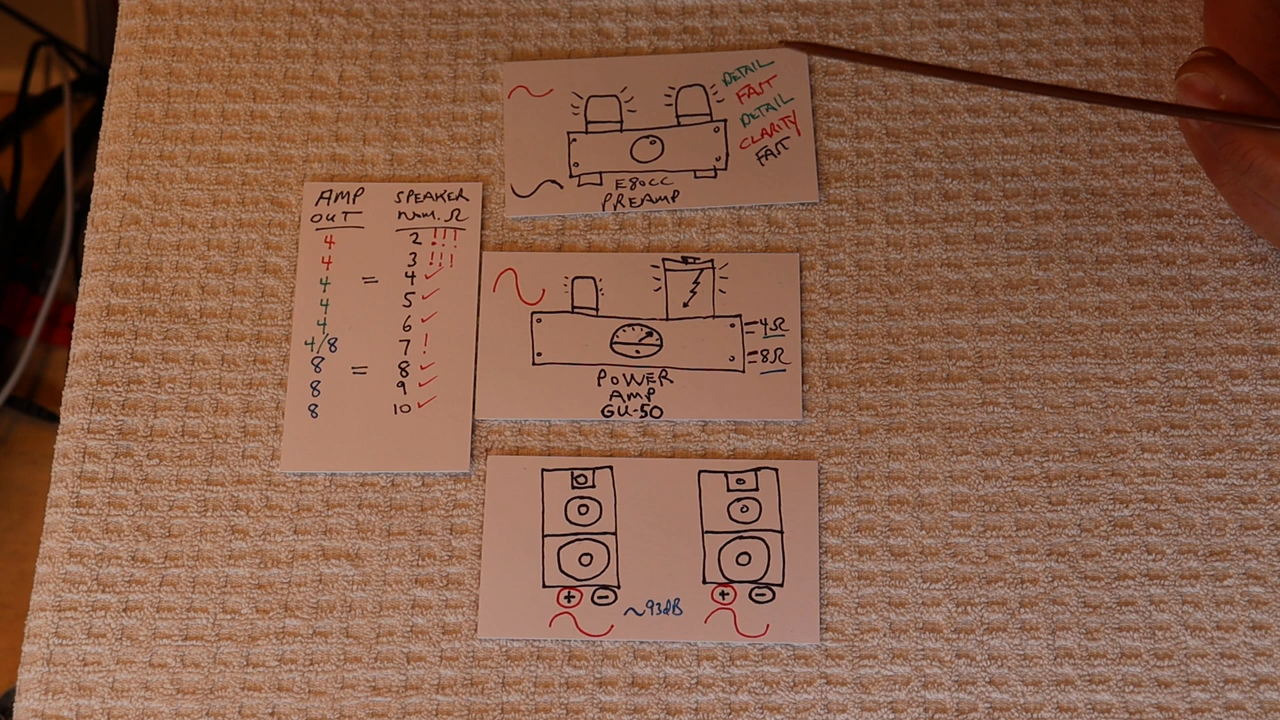 DETAIL
FAST
DETAIL
CLARITY
FAST
E80CC
PREAMP
AMP OUT SPEAKER Nom. Ω
4 2 !!!
4 3 !!!
4 = 4 ✓
4 5 ✓
4 6 ✓
4/8 7 !
8 = 8 ✓
8 9 ✓
8 10 ✓
4Ω
8Ω
POWER
AMP
GU-50
+ − ~93dB + −